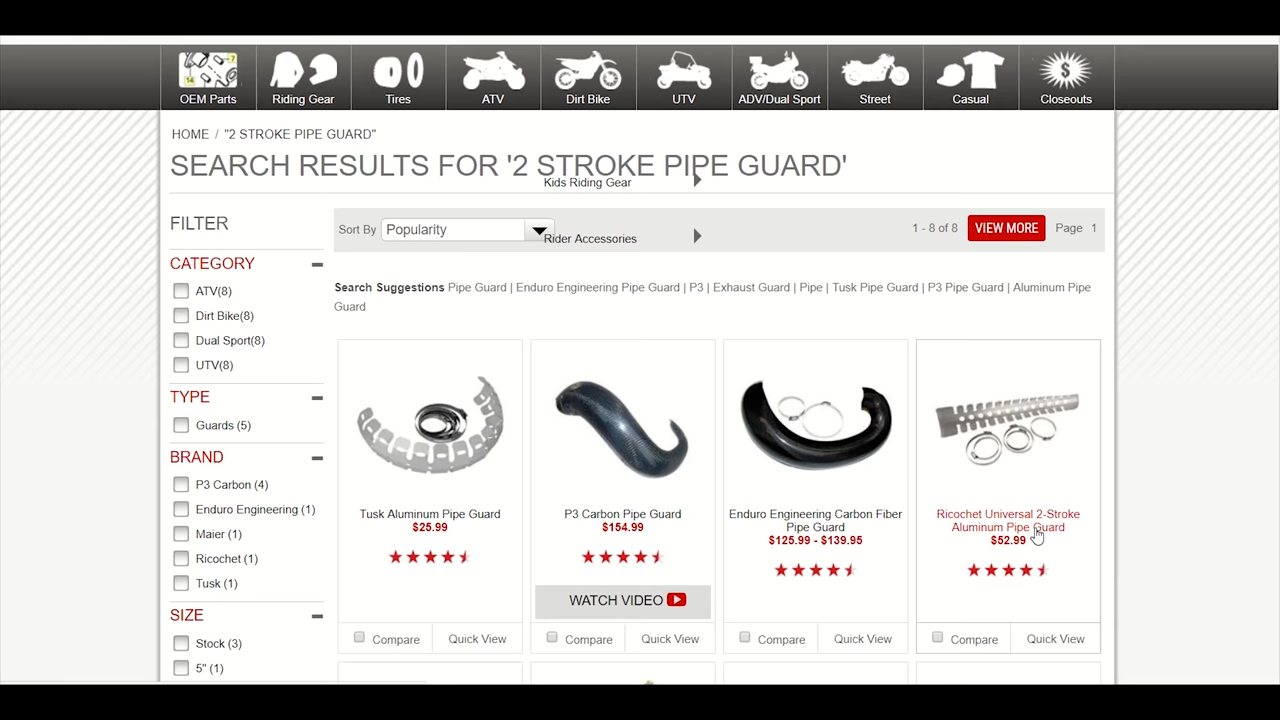 OEM Parts
Riding Gear
Tires
ATV
Dirt Bike
UTV
ADV/Dual Sport
Street
Casual
Closeouts
HOME / "2 STROKE PIPE GUARD"
SEARCH RESULTS FOR '2 STROKE PIPE GUARD'
Kids Riding Gear
Rider Accessories
FILTER
CATEGORY
ATV(8)
Dirt Bike(8)
Dual Sport(8)
UTV(8)
TYPE
Guards (5)
BRAND
P3 Carbon (4)
Enduro Engineering (1)
Maier (1)
Ricochet (1)
Tusk (1)
SIZE
Stock (3)
5" (1)
Sort By Popularity
1 - 8 of 8 VIEW MORE Page 1
Search Suggestions Pipe Guard | Enduro Engineering Pipe Guard | P3 | Exhaust Guard | Pipe | Tusk Pipe Guard | P3 Pipe Guard | Aluminum Pipe
Guard
Tusk Aluminum Pipe Guard
$25.99
Compare Quick View
P3 Carbon Pipe Guard
$154.99
WATCH VIDEO
Compare Quick View
Enduro Engineering Carbon Fiber
Pipe Guard
$125.99 - $139.95
Compare Quick View
Ricochet Universal 2-Stroke
Aluminum Pipe Guard
$52.99
Compare Quick View